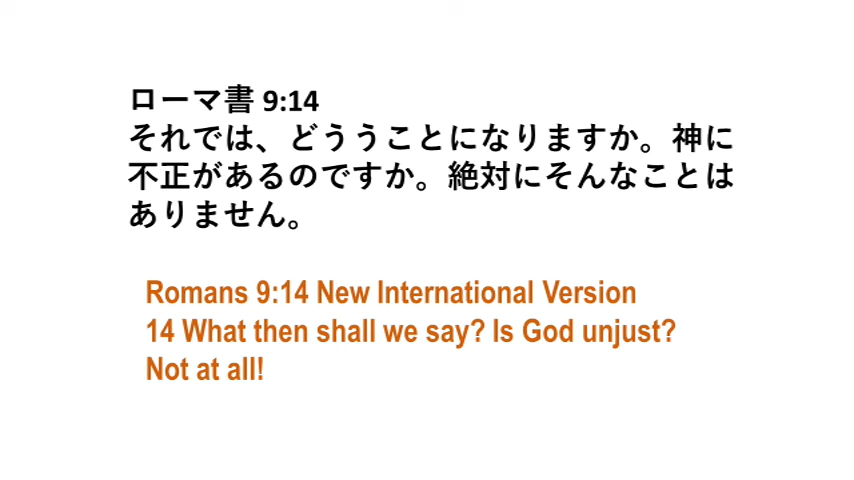 ローマ書 9:14
それでは、どううことになりますか。神に
不正があるのですか。絶対にそんなことは
ありません。
Romans 9:14 New International Version
14 What then shall we say? Is God unjust?
Not at all!